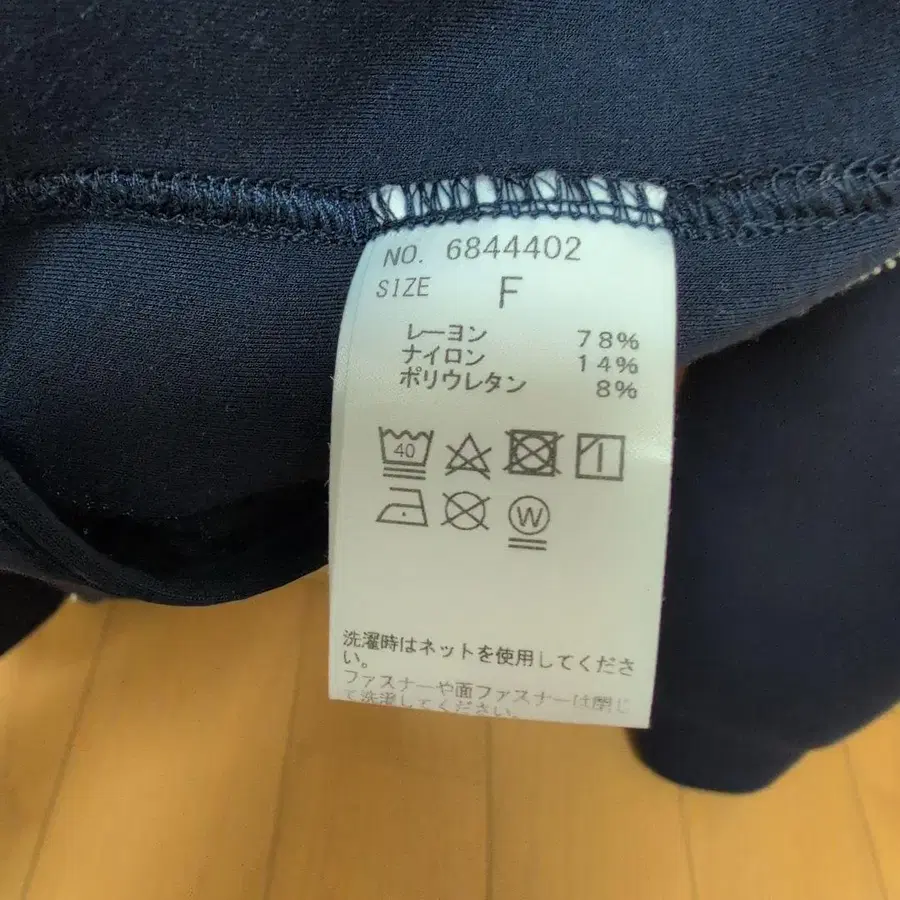 NO. 6844402
SIZE F
レーヨン 78%
ナイロン 14%
ポリウレタン 8%
40
W
洗濯時はネットを使用してくださ
い。
ファスナーや面ファスナーは閉じ
て洗濯してください。